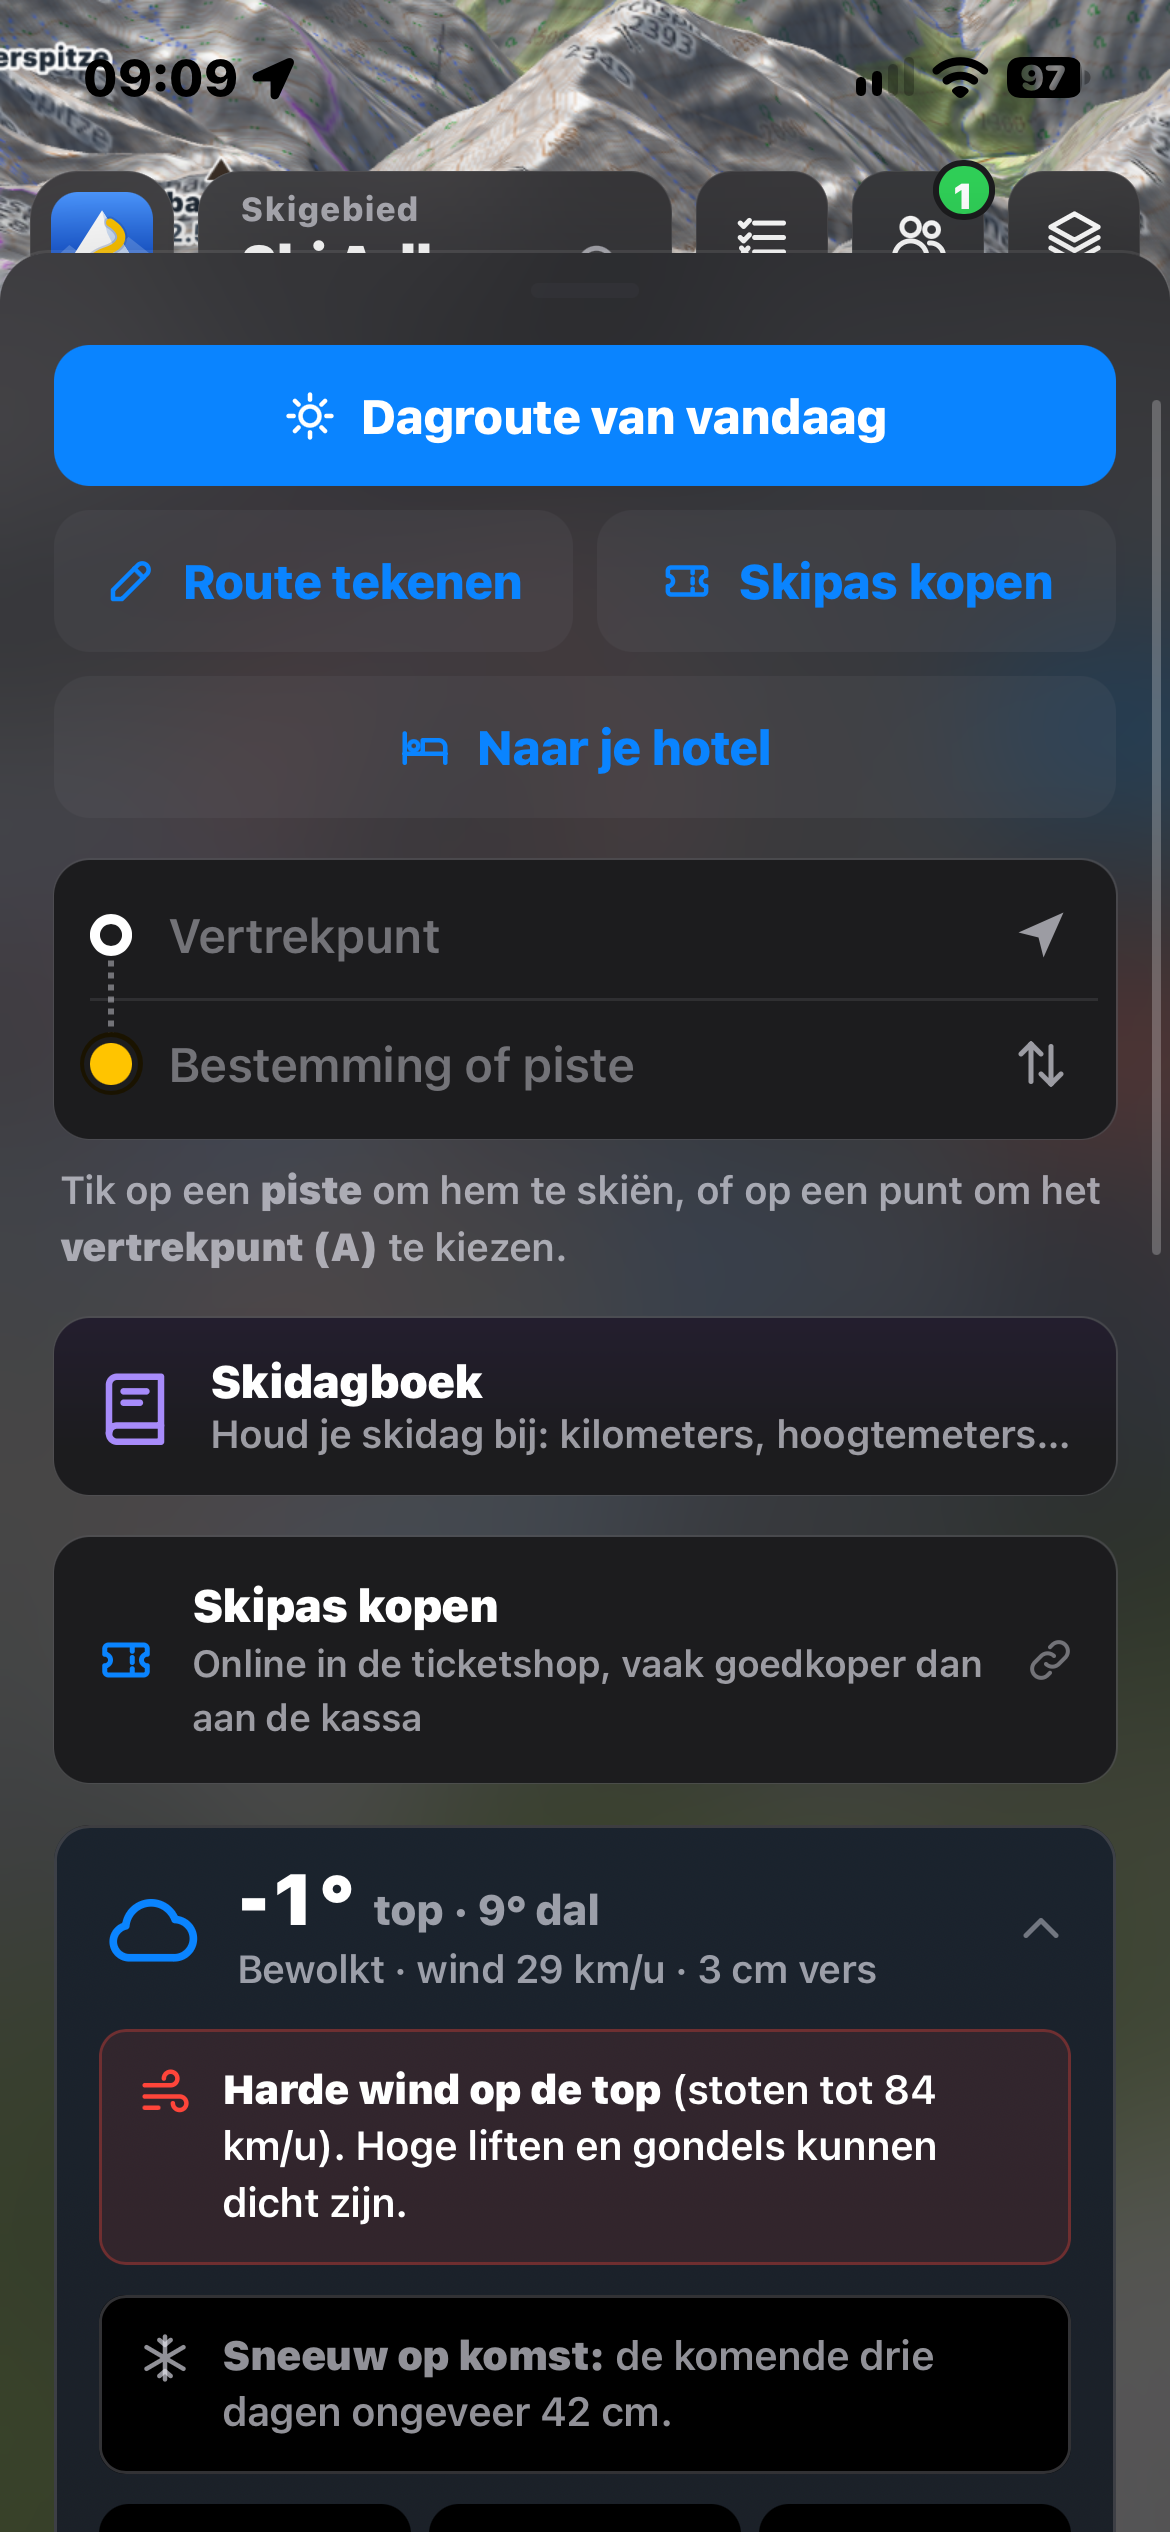 2393
2345
erspitze
09:09
97
1
Skigebied
Dagroute van vandaag
Route tekenen
Skipas kopen
Naar je hotel
Vertrekpunt
Bestemming of piste
Tik op een piste om hem te skiën, of op een punt om het
vertrekpunt (A) te kiezen.
Skidagboek
Houd je skidag bij: kilometers, hoogtemeters...
Skipas kopen
Online in de ticketshop, vaak goedkoper dan
aan de kassa
-1° top · 9° dal
Bewolkt · wind 29 km/u · 3 cm vers
Harde wind op de top (stoten tot 84
km/u). Hoge liften en gondels kunnen
dicht zijn.
Sneeuw op komst: de komende drie
dagen ongeveer 42 cm.